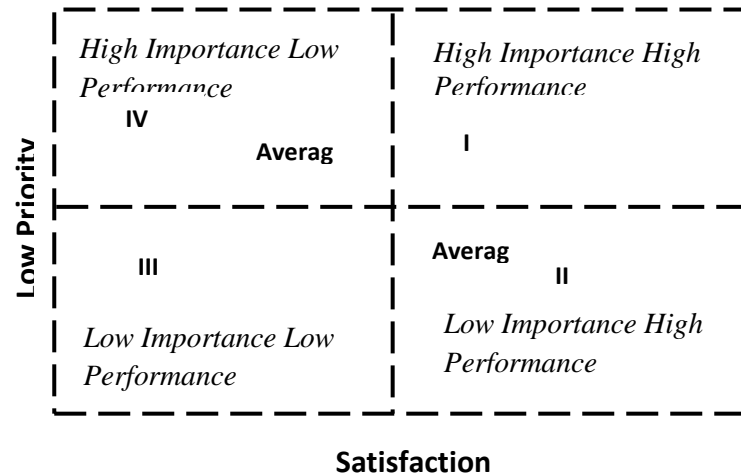 High Importance Low
Performance
IV
Averag
High Importance High
Performance
I
Low Priority
III
Low Importance Low
Performance
Averag
II
Low Importance High
Performance
Satisfaction